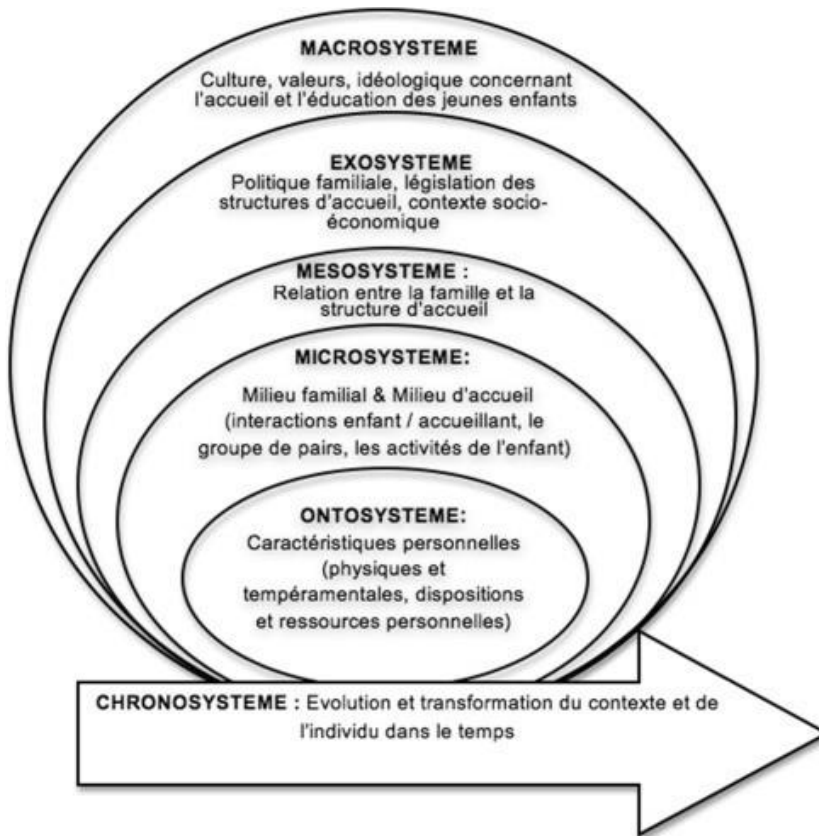 MACROSYSTEME
Culture, valeurs, idéologique concernant
l'accueil et l'éducation des jeunes enfants
EXOSYSTEME
Politique familiale, législation des
structures d'accueil, contexte socio-
économique
MESOSYSTEME :
Relation entre la famille et la
structure d'accueil
MICROSYSTEME:
Milieu familial & Milieu d'accueil
(interactions enfant / accueillant, le
groupe de pairs, les activités de l'enfant)
ONTOSYSTEME:
Caractéristiques personnelles
(physiques et
tempéramentales, dispositions
et ressources personnelles)
CHRONOSYSTEME : Evolution et transformation du contexte et de
l'individu dans le temps